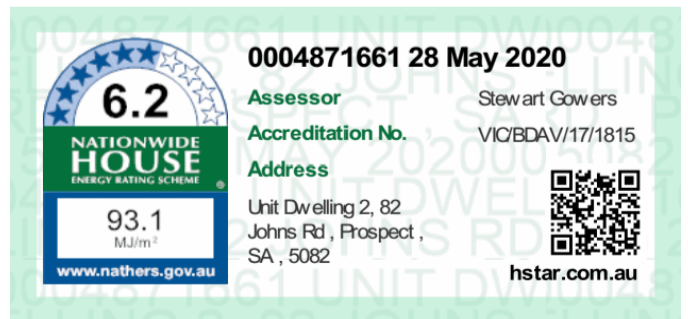 0004871661 28 May 2020
6.2
NATIONWIDE
HOUSE
ENERGY RATING SCHEME
93.1
MJ/m²
www.nathers.gov.au
Assessor Stewart Gowers
Accreditation No. VIC/BDAV/17/1815
Address
Unit Dwelling 2, 82
Johns Rd , Prospect ,
SA , 5082
hstar.com.au